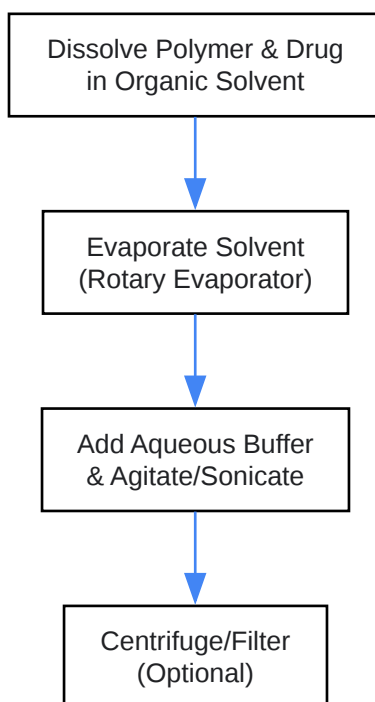 Dissolve Polymer & Drug
in Organic Solvent
Evaporate Solvent
(Rotary Evaporator)
Add Aqueous Buffer
& Agitate/Sonicate
Centrifuge/Filter
(Optional)